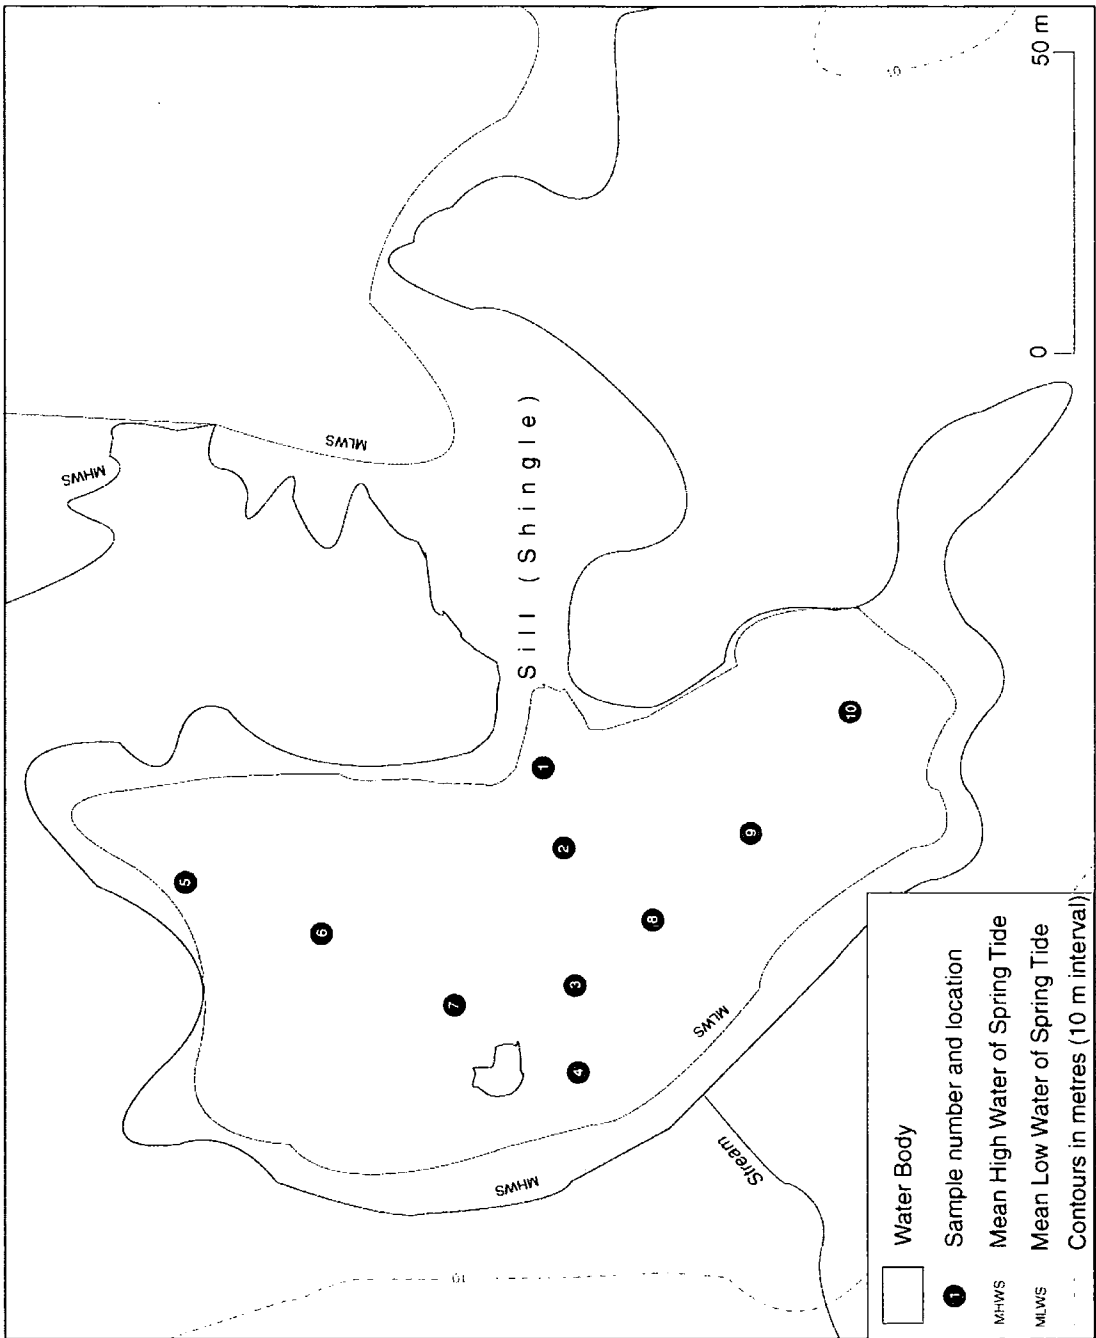 MHWS
MLWS
10
Sill (Shingle)
0
50 m
5
6
7
1
2
3
4
8
9
10
MHWS
MLWS
Stream
10
Water Body
1 Sample number and location
MHWS Mean High Water of Spring Tide
MLWS Mean Low Water of Spring Tide
Contours in metres (10 m interval)